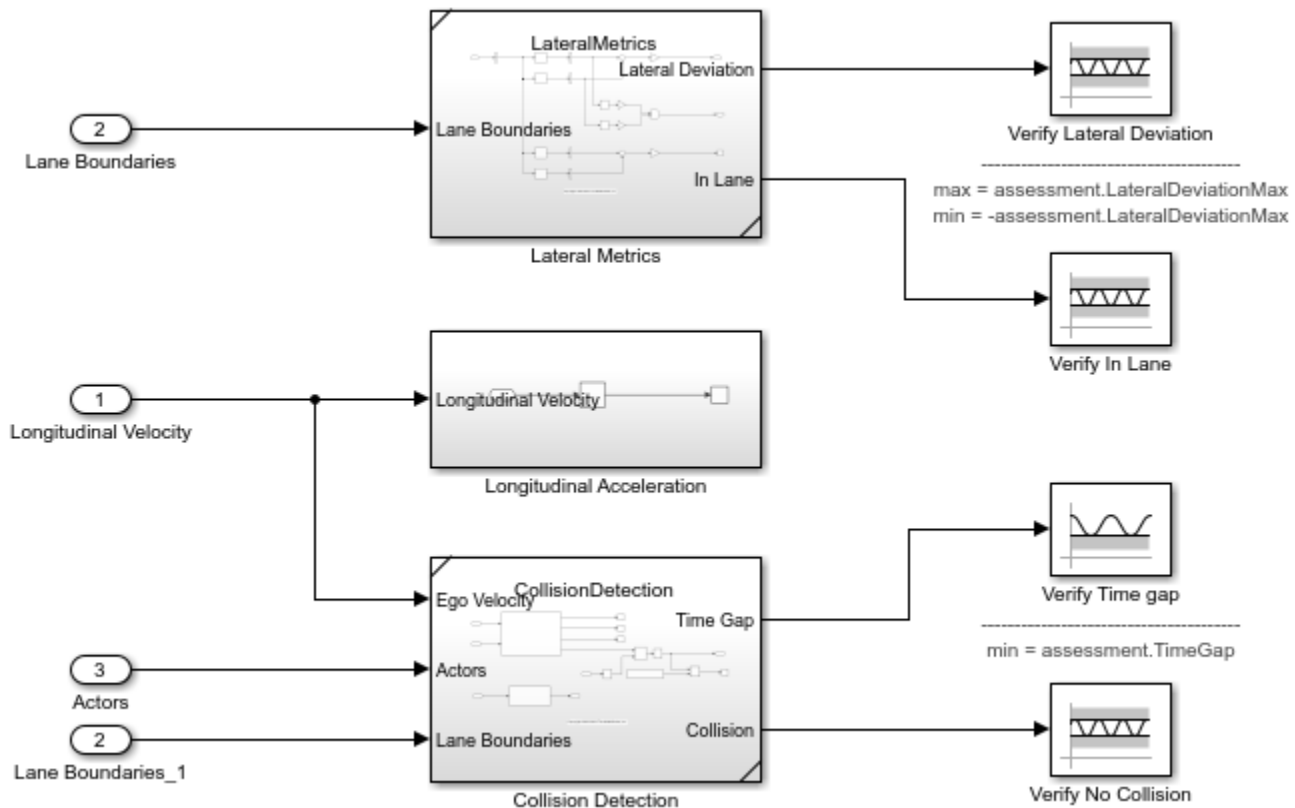 LateralMetrics
Lateral Deviation
2
Lane Boundaries
Lane Boundaries
In Lane
Lateral Metrics
Verify Lateral Deviation
max = assessment.LateralDeviationMax
min = -assessment.LateralDeviationMax
Verify In Lane
1
Longitudinal Velocity
Longitudinal Velocity
Longitudinal Acceleration
CollisionDetection
Ego Velocity
Time Gap
Verify Time gap
min = assessment.TimeGap
3
Actors
Actors
2
Lane Boundaries_1
Lane Boundaries
Collision
Collision Detection
Verify No Collision